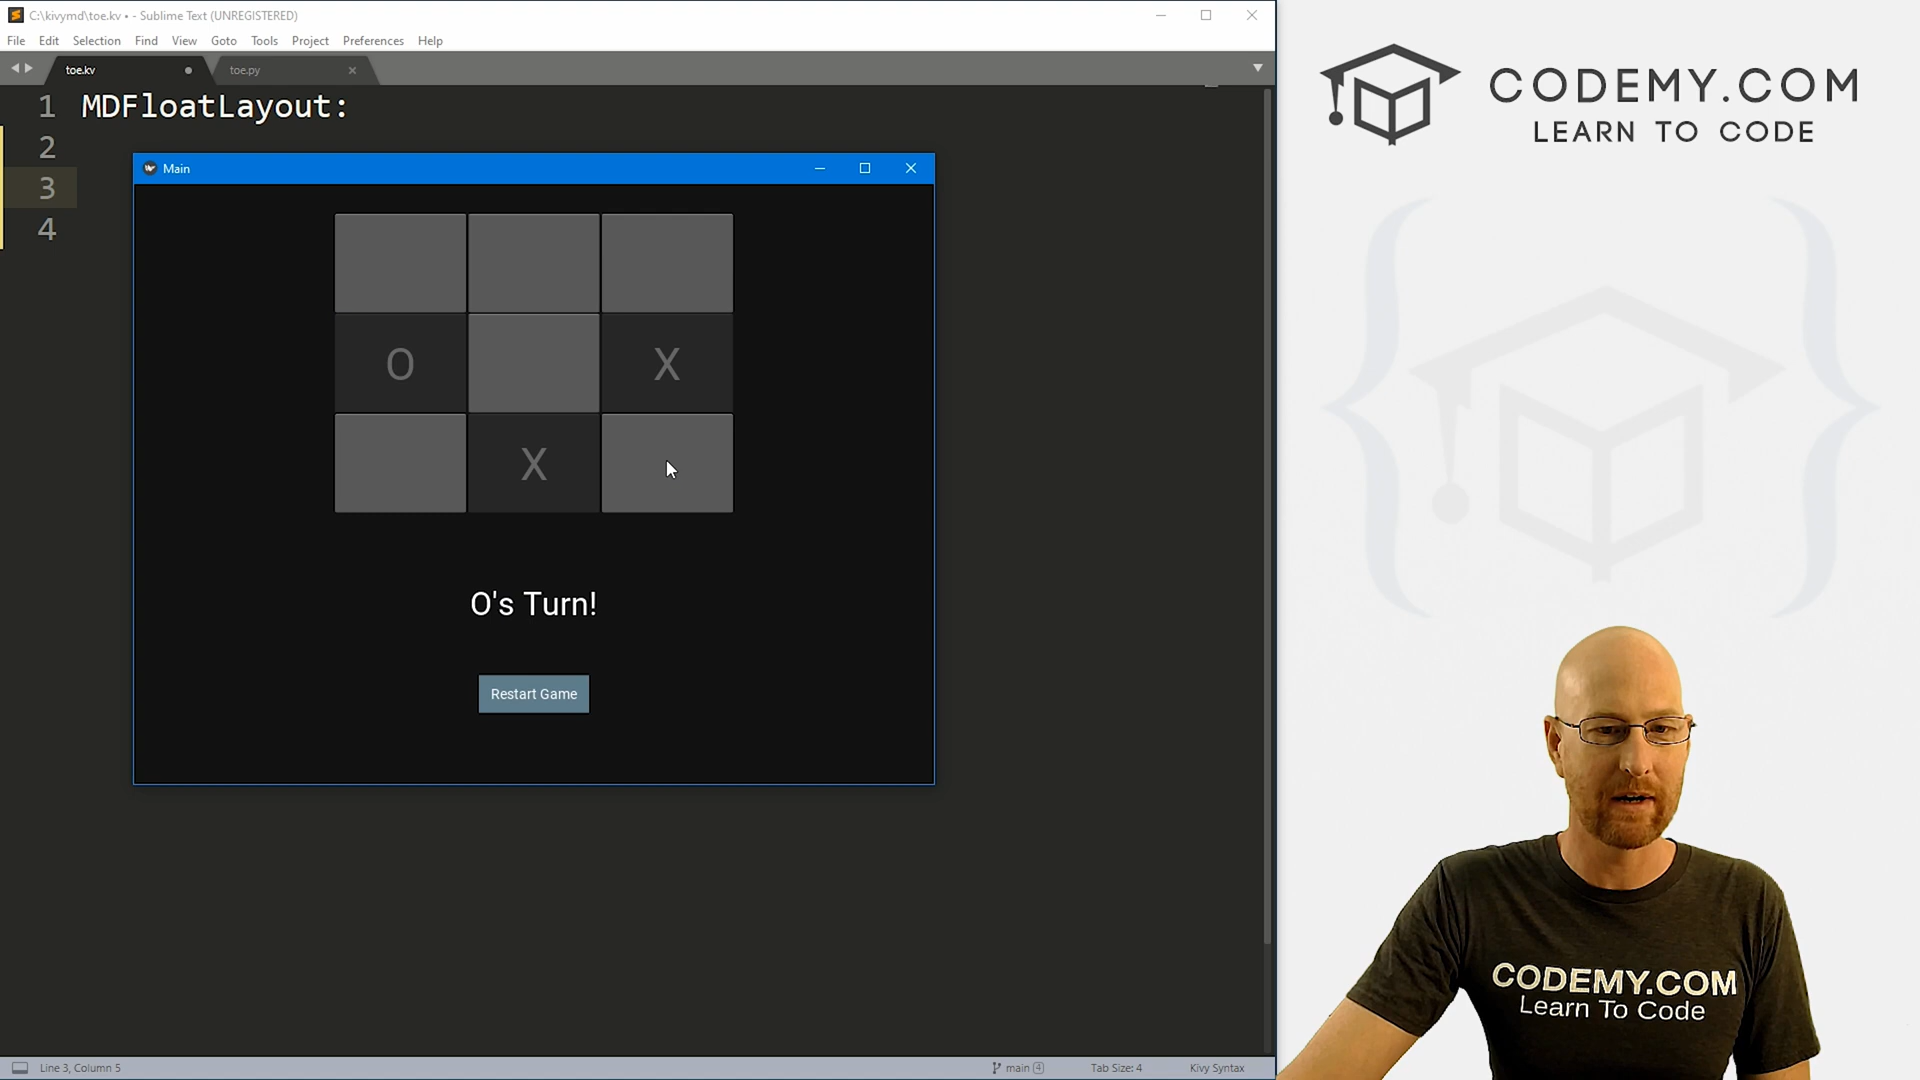 C:\kivymd\toe.kv • - Sublime Text (UNREGISTERED)
File Edit Selection Find View Goto Tools Project Preferences Help
toe.kv
toe.py
1 MDFloatLayout:
2
3
4
Main
O X
X
O's Turn!
Restart Game
Line 3, Column 5
main 4
Tab Size: 4
Kivy Syntax
CODEMY.COM
LEARN TO CODE
CODEMY.COM
Learn To Code